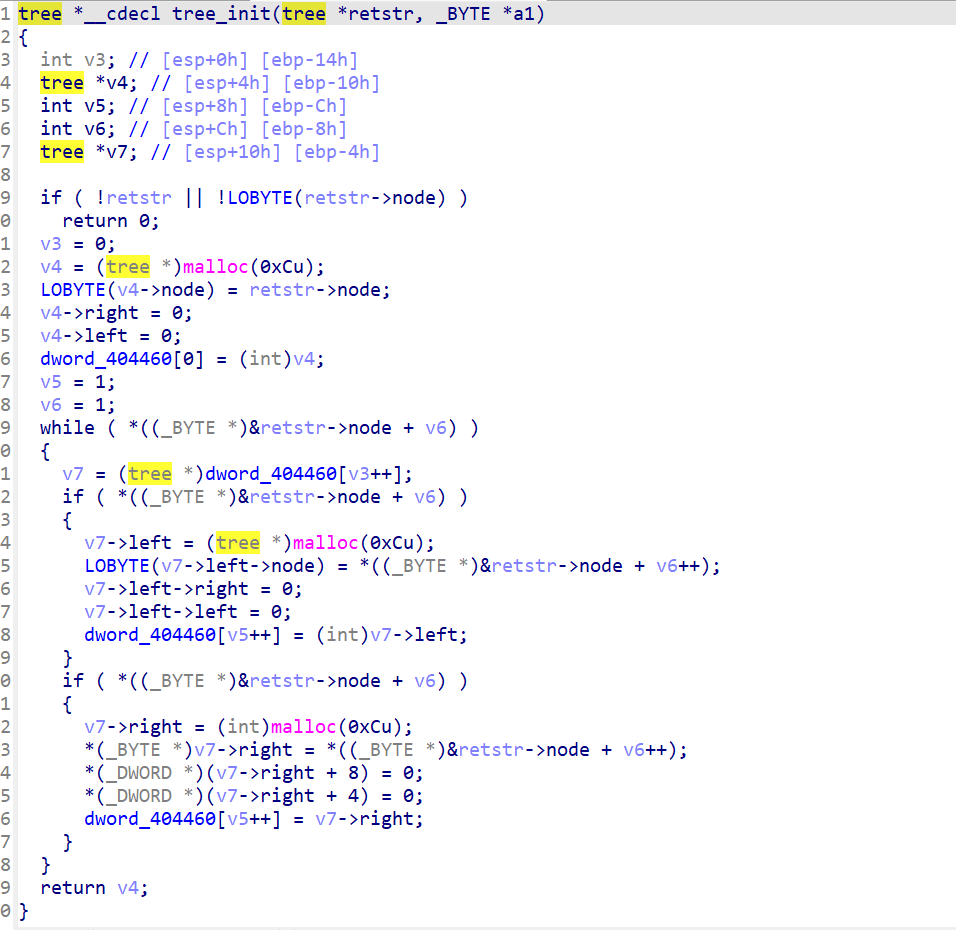 1 tree *__cdecl tree_init(tree *retstr, _BYTE *a1)
2 {
3   int v3; // [esp+0h] [ebp-14h]
4   tree *v4; // [esp+4h] [ebp-10h]
5   int v5; // [esp+8h] [ebp-Ch]
6   int v6; // [esp+Ch] [ebp-8h]
7   tree *v7; // [esp+10h] [ebp-4h]
8
9   if ( !retstr || !LOBYTE(retstr->node) )
0     return 0;
1   v3 = 0;
2   v4 = (tree *)malloc(0xCu);
3   LOBYTE(v4->node) = retstr->node;
4   v4->right = 0;
5   v4->left = 0;
6   dword_404460[0] = (int)v4;
7   v5 = 1;
8   v6 = 1;
9   while ( *((_BYTE *)&retstr->node + v6) )
0   {
1     v7 = (tree *)dword_404460[v3++];
2     if ( *((_BYTE *)&retstr->node + v6) )
3     {
4       v7->left = (tree *)malloc(0xCu);
5       LOBYTE(v7->left->node) = *((_BYTE *)&retstr->node + v6++);
6       v7->left->right = 0;
7       v7->left->left = 0;
8       dword_404460[v5++] = (int)v7->left;
9     }
0     if ( *((_BYTE *)&retstr->node + v6) )
1     {
2       v7->right = (int)malloc(0xCu);
3       *(_BYTE *)v7->right = *((_BYTE *)&retstr->node + v6++);
4       *(_DWORD *)(v7->right + 8) = 0;
5       *(_DWORD *)(v7->right + 4) = 0;
6       dword_404460[v5++] = v7->right;
7     }
8   }
9   return v4;
0 }